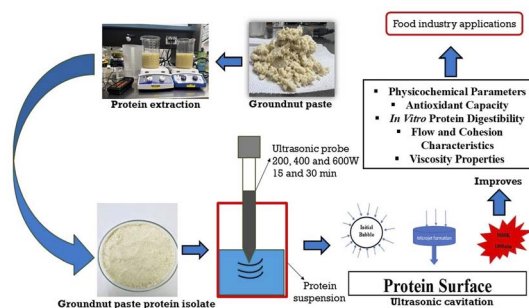 Food industry applications
Protein extraction
Groundnut paste
Physicochemical Parameters
Antioxidant Capacity
In Vitro Protein Digestibility
Flow and Cohesion
Characteristics
Viscosity Properties
Improves
Ultrasonic probe
200, 400 and 600W
15 and 30 min
Groundnut paste protein isolate
Protein
suspension
Initial
Bubble
Microjet formation
Protein Surface
Ultrasonic cavitation